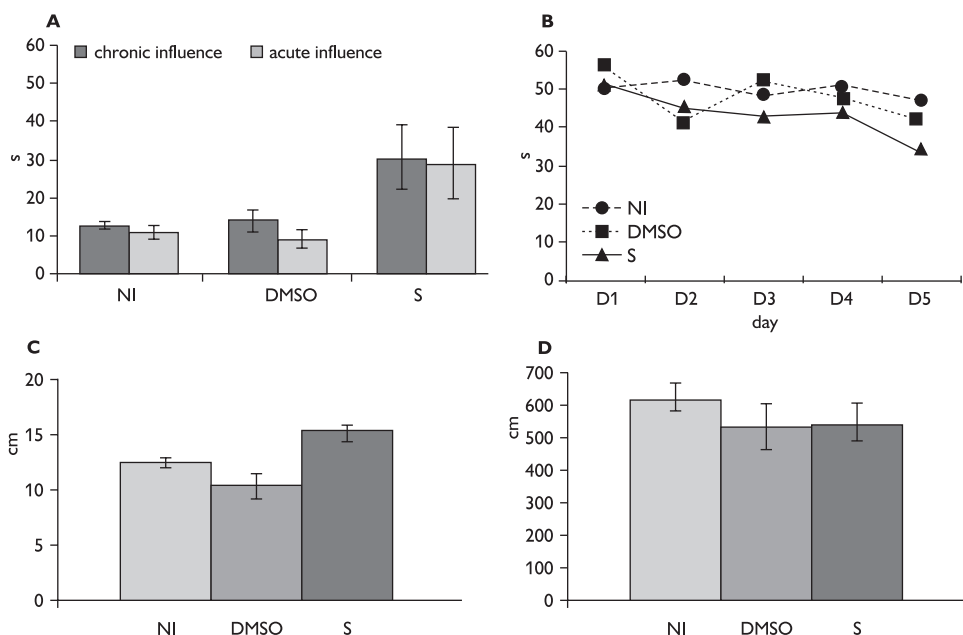 A
chronic influence acute influence
60
50
40
30
20
10
0
s
NI DMSO S
B
60
50
40
30
20
10
0
s
NI
DMSO
S
D1 D2 D3 D4 D5
day
C
20
15
10
5
0
cm
NI DMSO S
D
700
600
500
400
300
200
100
0
cm
NI DMSO S